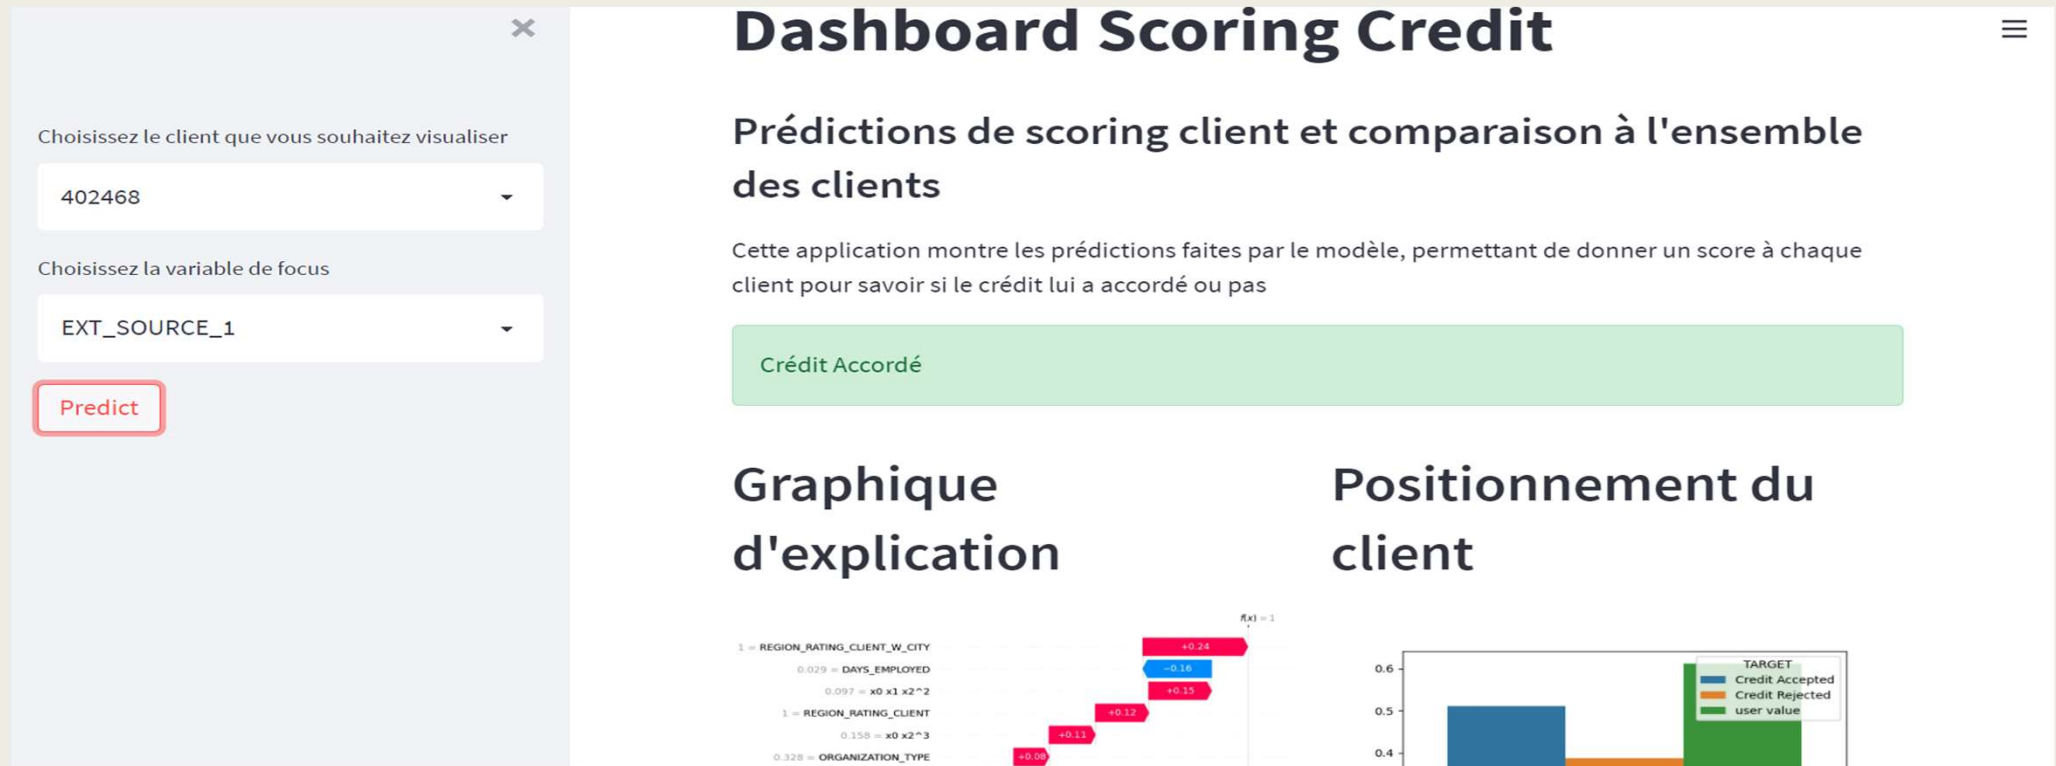 ×
Dashboard Scoring Credit
Choisissez le client que vous souhaitez visualiser
402468
Choisissez la variable de focus
EXT_SOURCE_1
Predict
Prédictions de scoring client et comparaison à l'ensemble
des clients
Cette application montre les prédictions faites par le modèle, permettant de donner un score à chaque
client pour savoir si le crédit lui a accordé ou pas
Crédit Accordé
Graphique
d'explication
f(x) = 1
1 = REGION_RATING_CLIENT_W_CITY +0.24
0.029 = DAYS_EMPLOYED −0.16
0.097 = x0 x1 x2^2 +0.15
1 = REGION_RATING_CLIENT +0.12
0.158 = x0 x2^3 +0.11
0.328 = ORGANIZATION_TYPE +0.08
Positionnement du
client
0.6
0.5
0.4
TARGET
Credit Accepted
Credit Rejected
user value